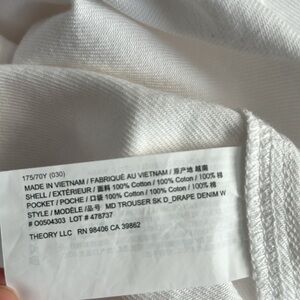 175/70Y (030)
MADE IN VIETNAM / FABRIQUÉ AU VIETNAM / 原产地 越南
SHELL / EXTÉRIEUR / 面料 100% Cotton / 100% Coton / 100% 棉
POCKET / POCHE / 口袋 100% Cotton / 100% Coton / 100% 棉
STYLE / MODÈLE /品号: MD TROUSER SK D_DRAPE DENIM W
# O0504303 LOT # 478737
THEORY LLC RN 98406 CA 39862